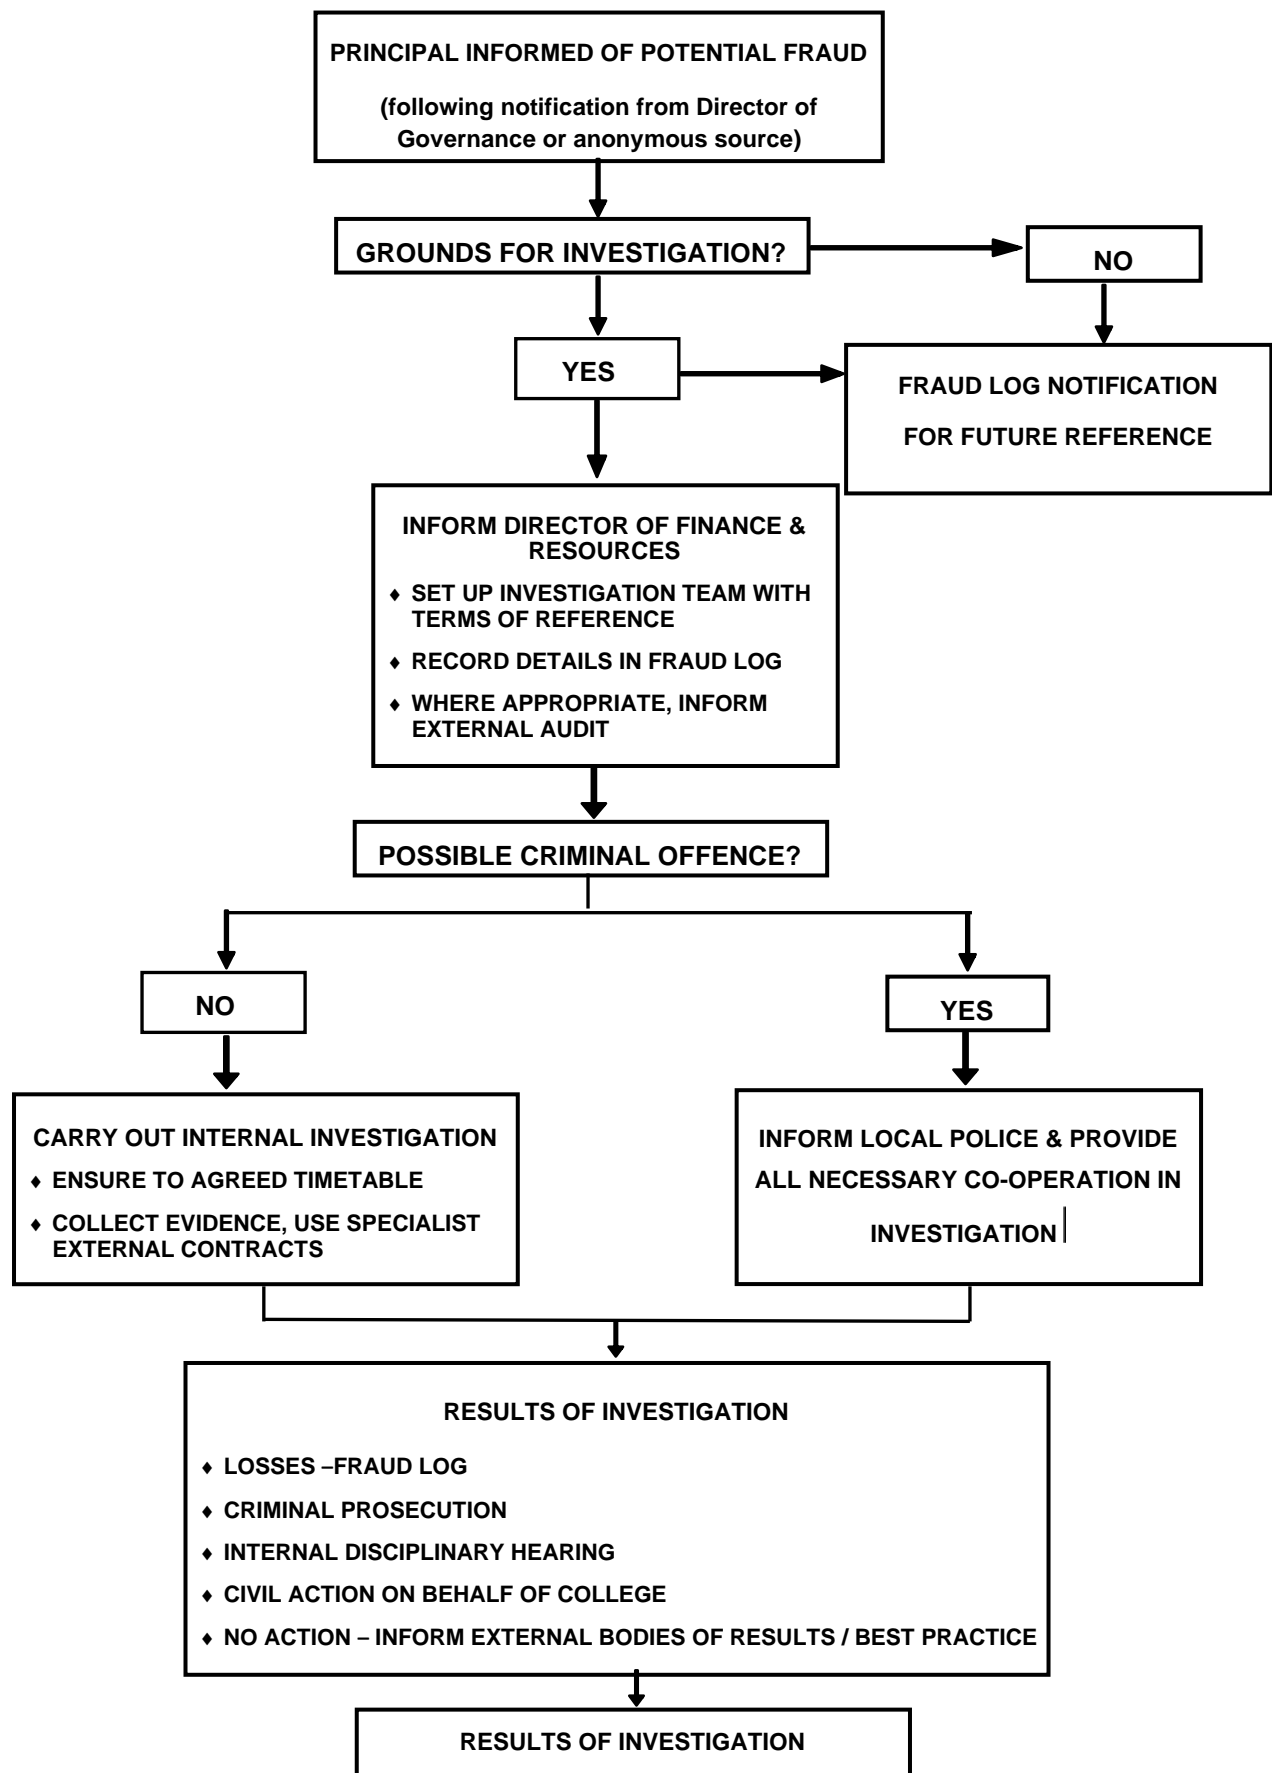 PRINCIPAL INFORMED OF POTENTIAL FRAUD
(following notification from Director of
Governance or anonymous source)
GROUNDS FOR INVESTIGATION?
NO
YES
FRAUD LOG NOTIFICATION
FOR FUTURE REFERENCE
INFORM DIRECTOR OF FINANCE &
RESOURCES
♦ SET UP INVESTIGATION TEAM WITH
TERMS OF REFERENCE
♦ RECORD DETAILS IN FRAUD LOG
♦ WHERE APPROPRIATE, INFORM
EXTERNAL AUDIT
POSSIBLE CRIMINAL OFFENCE?
NO
YES
CARRY OUT INTERNAL INVESTIGATION
♦ ENSURE TO AGREED TIMETABLE
♦ COLLECT EVIDENCE, USE SPECIALIST
EXTERNAL CONTRACTS
INFORM LOCAL POLICE & PROVIDE
ALL NECESSARY CO-OPERATION IN
INVESTIGATION
RESULTS OF INVESTIGATION
♦ LOSSES –FRAUD LOG
♦ CRIMINAL PROSECUTION
♦ INTERNAL DISCIPLINARY HEARING
♦ CIVIL ACTION ON BEHALF OF COLLEGE
♦ NO ACTION – INFORM EXTERNAL BODIES OF RESULTS / BEST PRACTICE
RESULTS OF INVESTIGATION